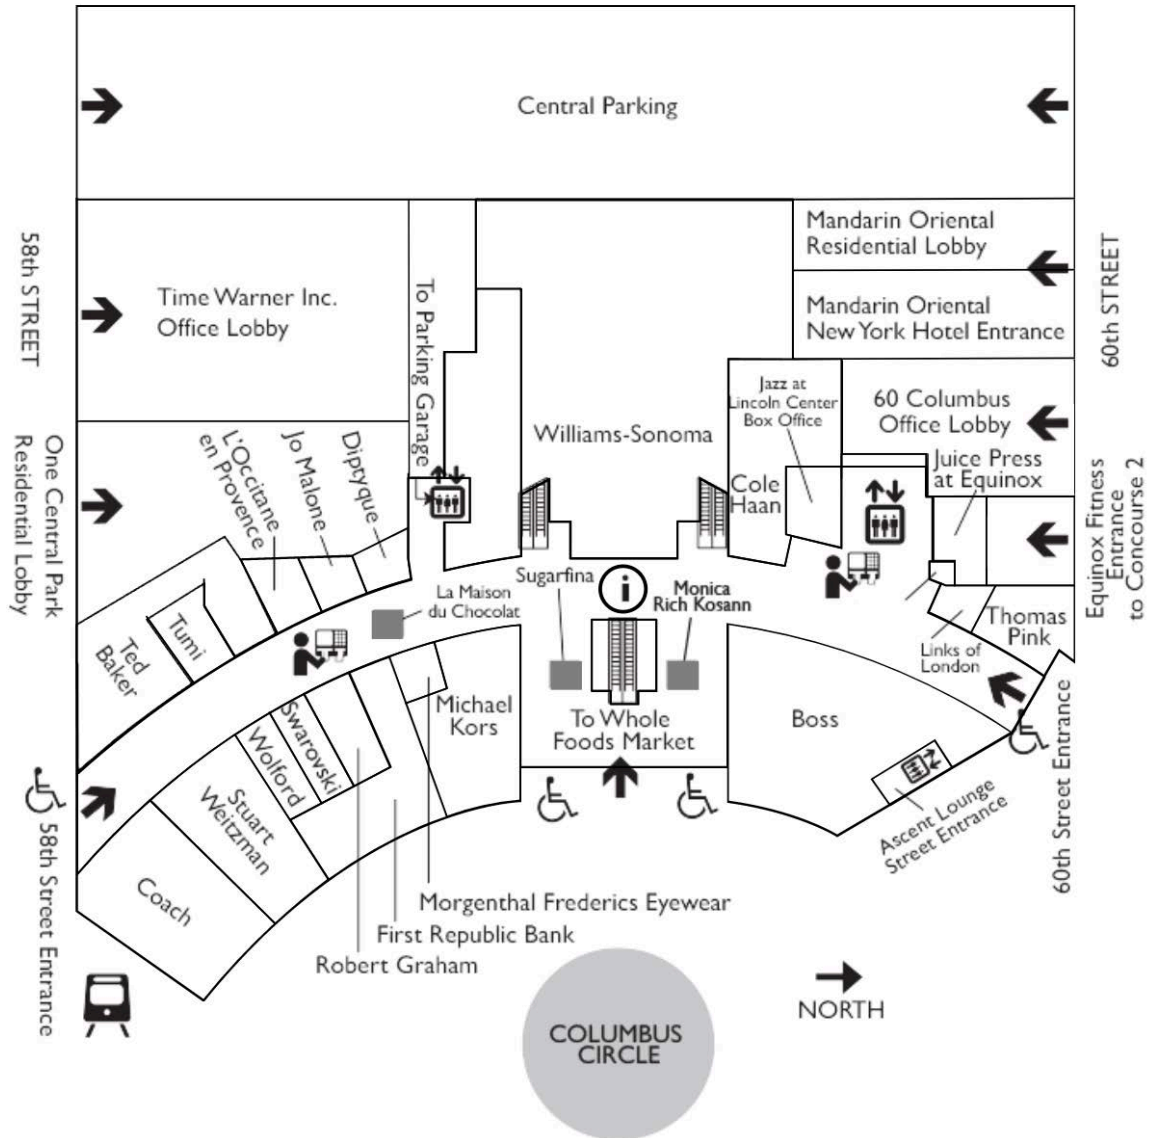 Central Parking
Mandarin Oriental
Residential Lobby
58th STREET
60th STREET
Time Warner Inc.
Office Lobby
To Parking Garage
Mandarin Oriental
New York Hotel Entrance
Jazz at
Lincoln Center
Box Office
60 Columbus
Office Lobby
Williams-Sonoma
One Central Park
Residential Lobby
L'Occitane
en Provence
Jo Malone
Diptyque
Cole
Haan
Juice Press
at Equinox
Equinox Fitness
Entrance
to Concourse 2
Sugarfina
i
Monica
Rich Kosann
La Maison
du Chocolat
Ted
Baker
Tumi
Thomas
Pink
Links of
London
Michael
Kors
To Whole
Foods Market
Boss
Swarovski
Wolford
Stuart
Weitzman
Coach
58th Street Entrance
60th Street Entrance
Ascent Lounge
Street Entrance
Morgenthal Frederics Eyewear
First Republic Bank
Robert Graham
NORTH
COLUMBUS
CIRCLE